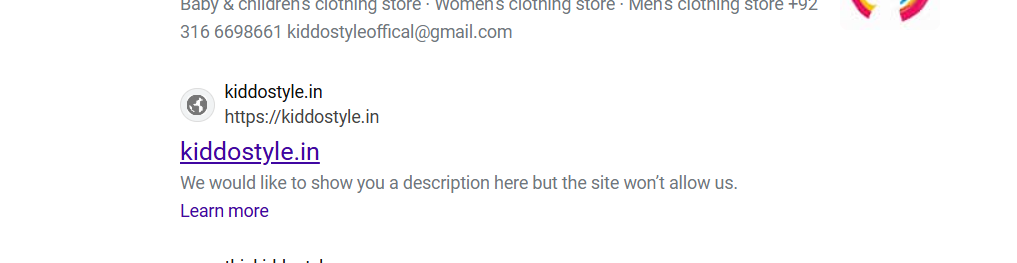 Baby & children's clothing store · Women's clothing store · Men's clothing store +92
316 6698661 kiddostyleoffical@gmail.com
kiddostyle.in
https://kiddostyle.in
kiddostyle.in
We would like to show you a description here but the site won't allow us.
Learn more